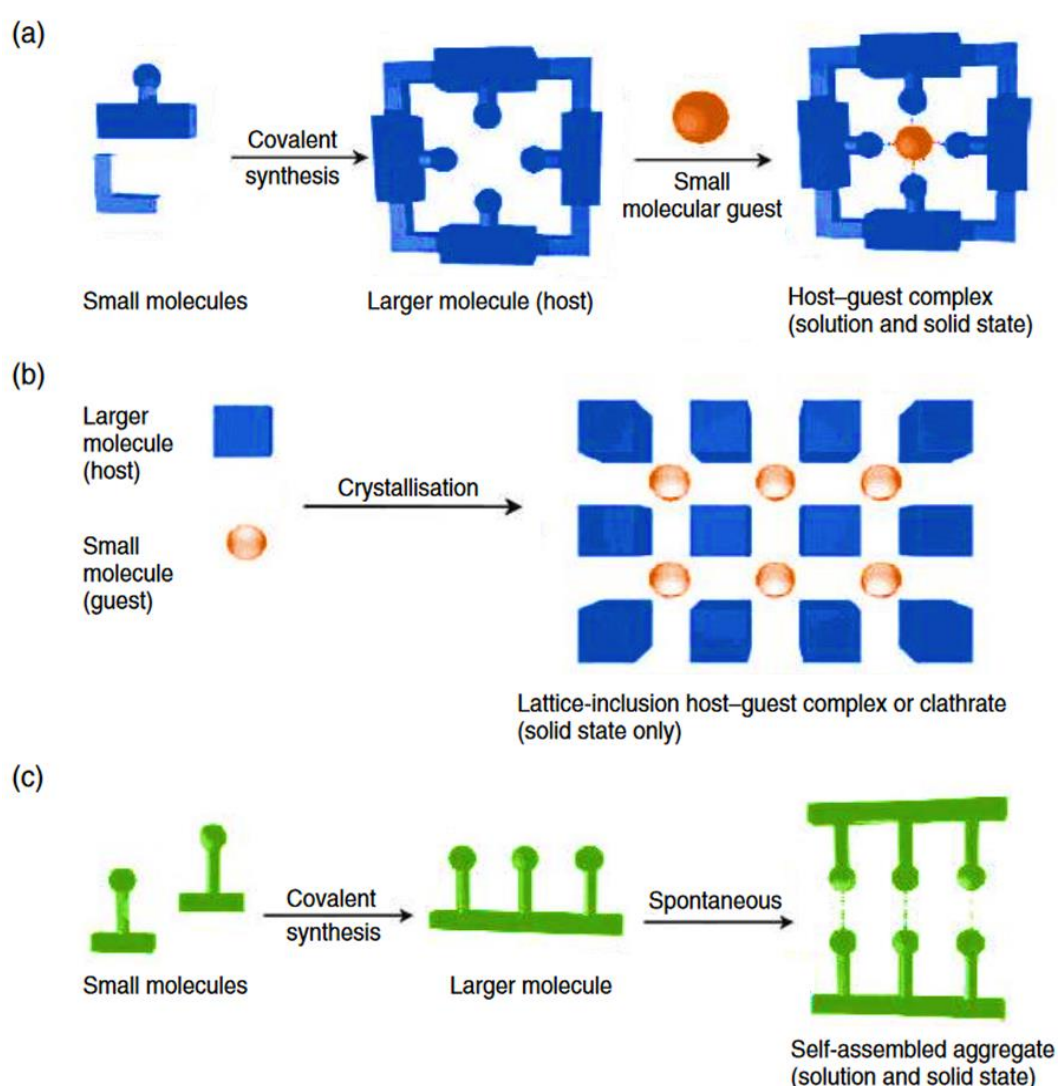 (a)
Covalent
synthesis
Small
molecular guest
Small molecules
Larger molecule (host)
Host–guest complex
(solution and solid state)
(b)
Larger
molecule
(host)
Crystallisation
Small
molecule
(guest)
Lattice-inclusion host–guest complex or clathrate
(solid state only)
(c)
Covalent
synthesis
Spontaneous
Small molecules
Larger molecule
Self-assembled aggregate
(solution and solid state)